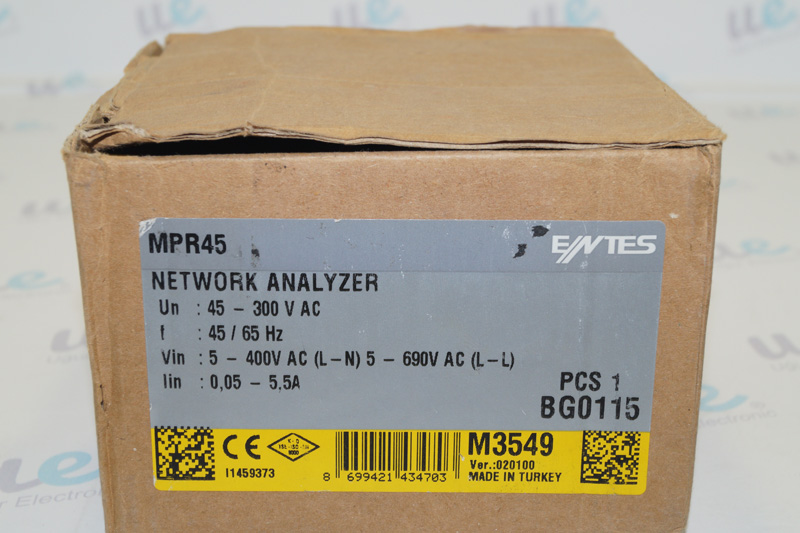 MPR45
ENTES
NETWORK ANALYZER
Un : 45 – 300 V AC
f : 45 / 65 Hz
Vin : 5 – 400V AC (L–N) 5 – 690V AC (L–L)
Iin : 0,05 – 5,5A
PCS 1
BG0115
CE
I1459373
8 699421 434703
M3549
Ver.:020100
MADE IN TURKEY